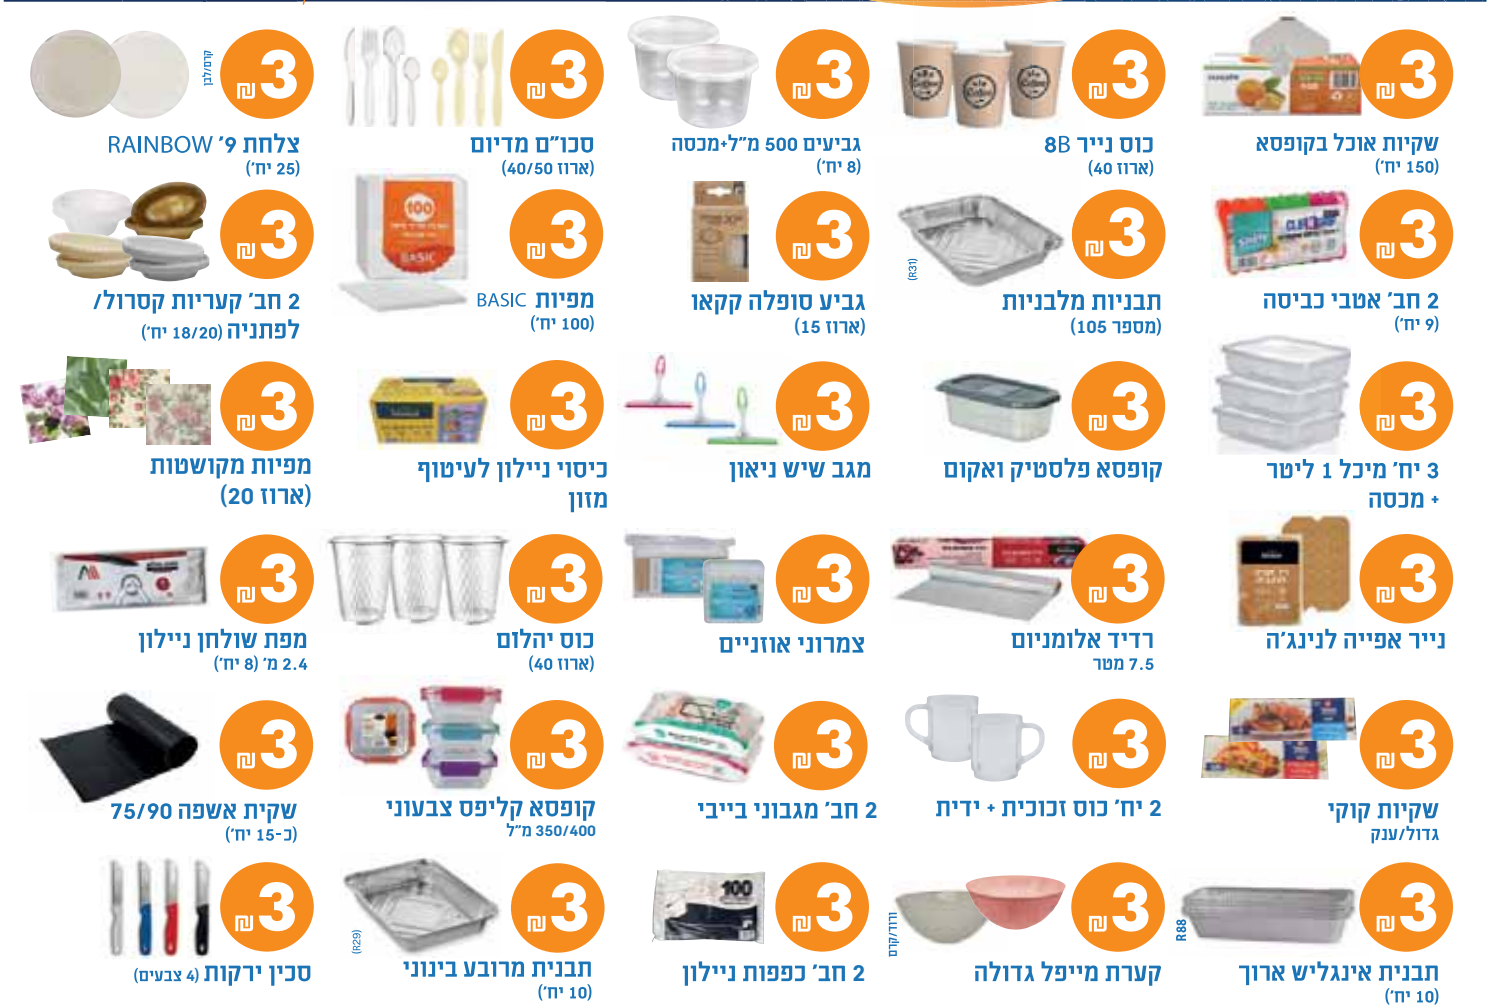 3 ₪
שקיות אוכל בקופסא
(150 יח')
3 ₪
כוס נייר 8B
(ארוז 40)
3 ₪
גביעים 500 מ"ל+מכסה
(8 יח')
3 ₪
סכו"ם מדיום
(ארוז 40/50)
3 ₪
קרם/לבן
צלחת 9' RAINBOW
(25 יח')
3 ₪
2 חב' אטבי כביסה
(9 יח')
3 ₪
(R31)
תבניות מלבניות
(מספר 105)
3 ₪
גביע סופלה קקאו
(ארוז 15)
3 ₪
100
BASIC
מפיות BASIC
(100 יח')
3 ₪
2 חב' קעריות קסרול/
לפתניה (18/20 יח')
3 ₪
3 יח' מיכל 1 ליטר
+ מכסה
3 ₪
קופסא פלסטיק ואקום
3 ₪
מגב שיש ניאון
3 ₪
כיסוי ניילון לעיטוף
מזון
3 ₪
מפיות מקושטות
(ארוז 20)
3 ₪
נייר אפייה לנינג'ה
3 ₪
רדיד אלומניום
7.5 מטר
3 ₪
צמרוני אוזניים
3 ₪
כוס יהלום
(ארוז 40)
3 ₪
מפת שולחן ניילון
2.4 מ' (8 יח')
3 ₪
שקיות קוקי
גדול/ענק
3 ₪
2 יח' כוס זכוכית + ידית
3 ₪
2 חב' מגבוני בייבי
3 ₪
קופסא קליפס צבעוני
350/400 מ"ל
3 ₪
שקית אשפה 75/90
(כ-15 יח')
3 ₪
R88
תבנית אינגליש ארוך
(10 יח')
3 ₪
ורוד/קרם
קערת מייפל גדולה
3 ₪
100
2 חב' כפפות ניילון
3 ₪
(R29)
תבנית מרובע בינוני
(10 יח')
3 ₪
סכין ירקות (4 צבעים)